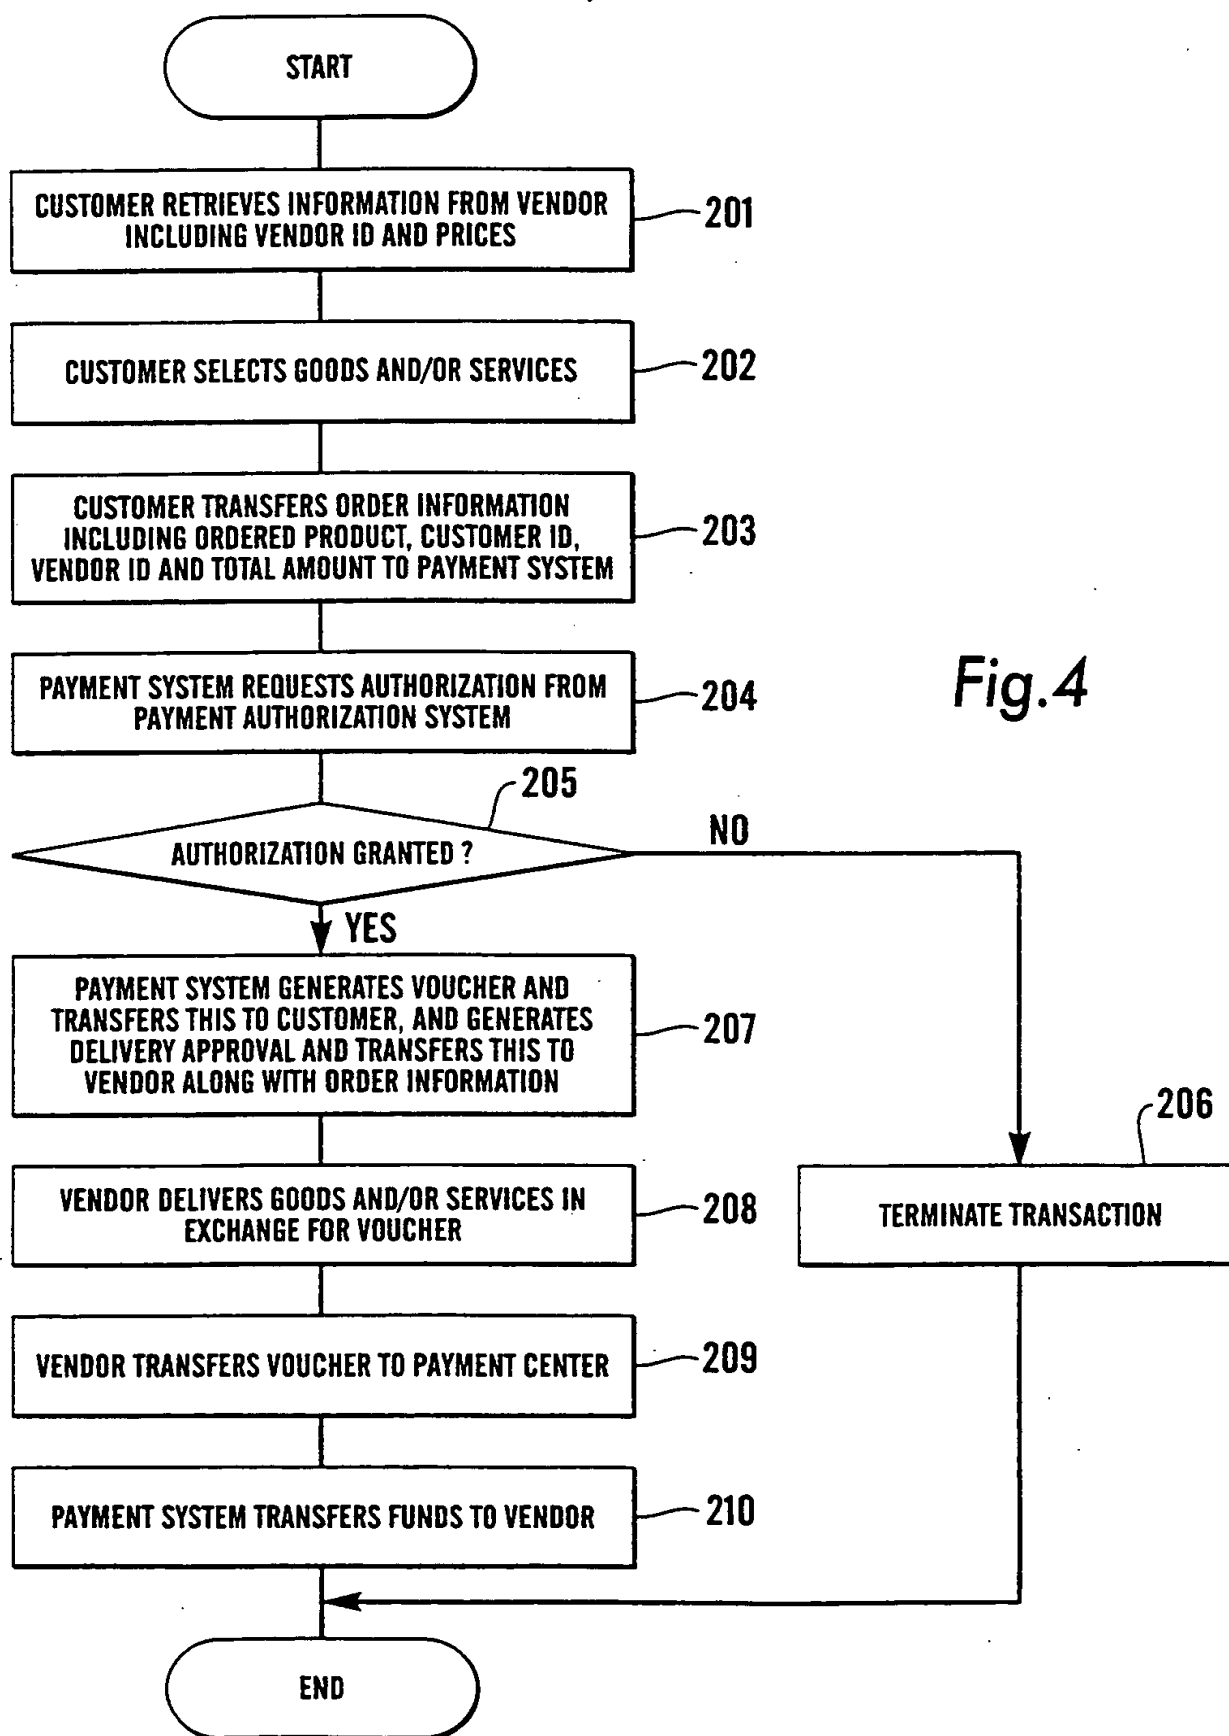 START
CUSTOMER RETRIEVES INFORMATION FROM VENDOR
INCLUDING VENDOR ID AND PRICES
201
CUSTOMER SELECTS GOODS AND/OR SERVICES
202
CUSTOMER TRANSFERS ORDER INFORMATION
INCLUDING ORDERED PRODUCT, CUSTOMER ID,
VENDOR ID AND TOTAL AMOUNT TO PAYMENT SYSTEM
203
PAYMENT SYSTEM REQUESTS AUTHORIZATION FROM
PAYMENT AUTHORIZATION SYSTEM
204
Fig.4
205
AUTHORIZATION GRANTED ?
NO
YES
PAYMENT SYSTEM GENERATES VOUCHER AND
TRANSFERS THIS TO CUSTOMER, AND GENERATES
DELIVERY APPROVAL AND TRANSFERS THIS TO
VENDOR ALONG WITH ORDER INFORMATION
207
206
TERMINATE TRANSACTION
VENDOR DELIVERS GOODS AND/OR SERVICES IN
EXCHANGE FOR VOUCHER
208
VENDOR TRANSFERS VOUCHER TO PAYMENT CENTER
209
PAYMENT SYSTEM TRANSFERS FUNDS TO VENDOR
210
END